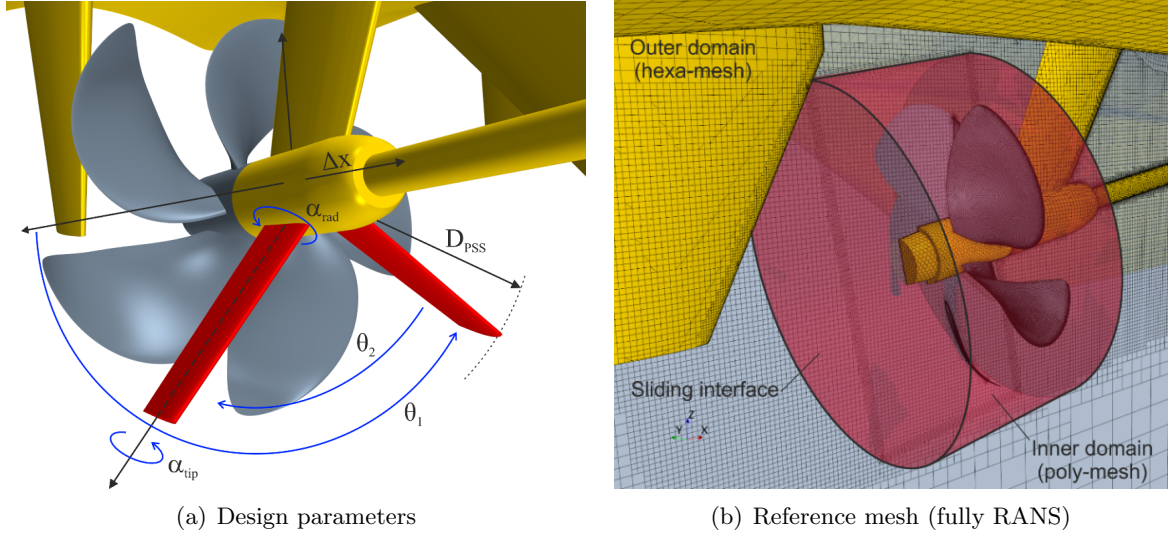 Δx
α_rad
D_PSS
θ_2
θ_1
α_tip
(a) Design parameters
Outer domain
(hexa-mesh)
Sliding interface
Z
Y X
Inner domain
(poly-mesh)
(b) Reference mesh (fully RANS)